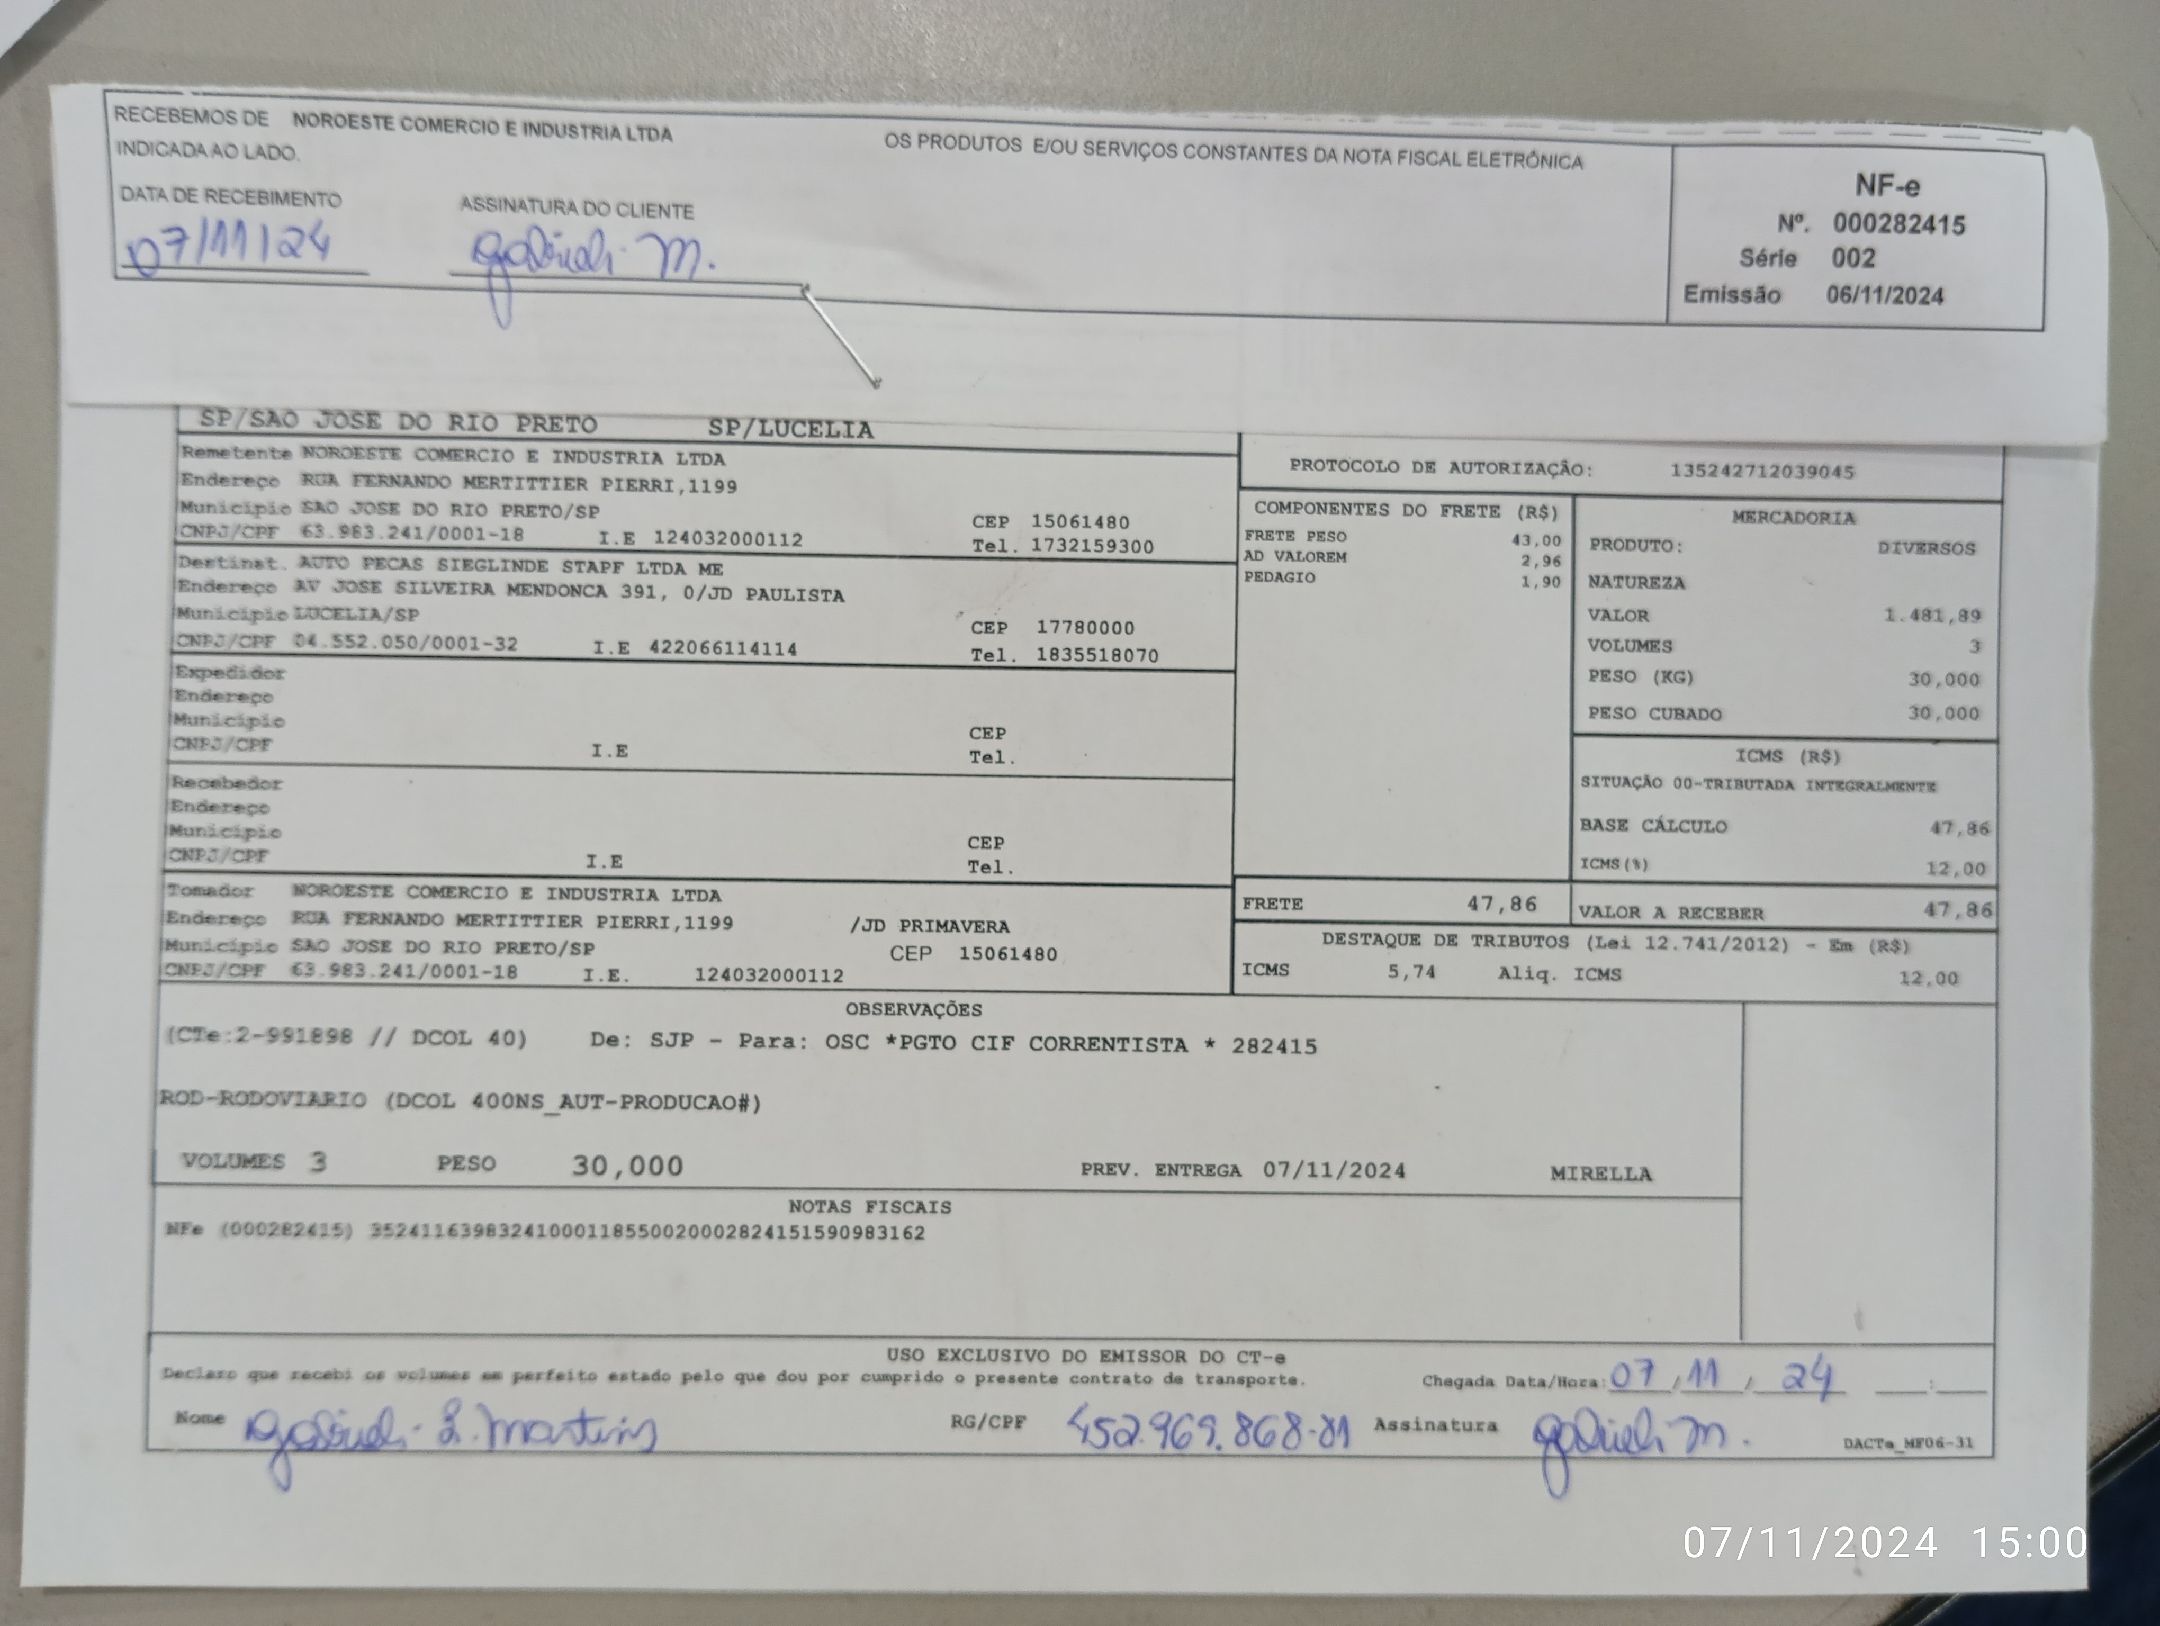 RECEBEMOS DE NOROESTE COMERCIO E INDUSTRIA LTDA OS PRODUTOS E/OU SERVIÇOS CONSTANTES DA NOTA FISCAL ELETRÔNICA
INDICADA AO LADO.
DATA DE RECEBIMENTO ASSINATURA DO CLIENTE
07/11/24
NF-e
Nº. 000282415
Série 002
Emissão 06/11/2024
SP/SAO JOSE DO RIO PRETO SP/LUCELIA
Remetente NOROESTE COMERCIO E INDUSTRIA LTDA
Endereço RUA FERNANDO MERTITTIER PIERRI,1199
Município SAO JOSE DO RIO PRETO/SP CEP 15061480
CNPJ/CPF 63.983.241/0001-18 I.E 124032000112 Tel. 1732159300
Destinat. AUTO PECAS SIEGLINDE STAPF LTDA ME
Endereço AV JOSE SILVEIRA MENDONCA 391, 0/JD PAULISTA
Município LUCELIA/SP CEP 17780000
CNPJ/CPF 04.552.050/0001-32 I.E 422066114114 Tel. 1835518070
Expedidor
Endereço
Município CEP
CNPJ/CPF I.E Tel.
Recebedor
Endereço
Município CEP
CNPJ/CPF I.E Tel.
Tomador NOROESTE COMERCIO E INDUSTRIA LTDA
Endereço RUA FERNANDO MERTITTIER PIERRI,1199 /JD PRIMAVERA
Município SAO JOSE DO RIO PRETO/SP CEP 15061480
CNPJ/CPF 63.983.241/0001-18 I.E. 124032000112
PROTOCOLO DE AUTORIZAÇÃO: 135242712039045
COMPONENTES DO FRETE (R$)
FRETE PESO 43,00
AD VALOREM 2,96
PEDAGIO 1,90
MERCADORIA
PRODUTO: DIVERSOS
NATUREZA
VALOR 1.481,89
VOLUMES 3
PESO (KG) 30,000
PESO CUBADO 30,000
ICMS (R$)
SITUAÇÃO 00-TRIBUTADA INTEGRALMENTE
BASE CÁLCULO 47,86
ICMS(%) 12,00
FRETE 47,86 VALOR A RECEBER 47,86
DESTAQUE DE TRIBUTOS (Lei 12.741/2012) - Em (R$)
ICMS 5,74 Aliq. ICMS 12,00
OBSERVAÇÕES
(CTe:2-991898 // DCOL 40) De: SJP - Para: OSC *PGTO CIF CORRENTISTA * 282415
ROD-RODOVIARIO (DCOL 400NS_AUT-PRODUCAO#)
VOLUMES 3 PESO 30,000 PREV. ENTREGA 07/11/2024 MIRELLA
NOTAS FISCAIS
NFe (000282415) 35241163983241000118550020002824151590983162
USO EXCLUSIVO DO EMISSOR DO CT-e
Declaro que recebi os volumes em perfeito estado pelo que dou por cumprido o presente contrato de transporte. Chegada Data/Hora: 07/11/24 __:__
Nome RG/CPF 452.969.868-81 Assinatura
DACTe_MF06-31
07/11/2024 15:00